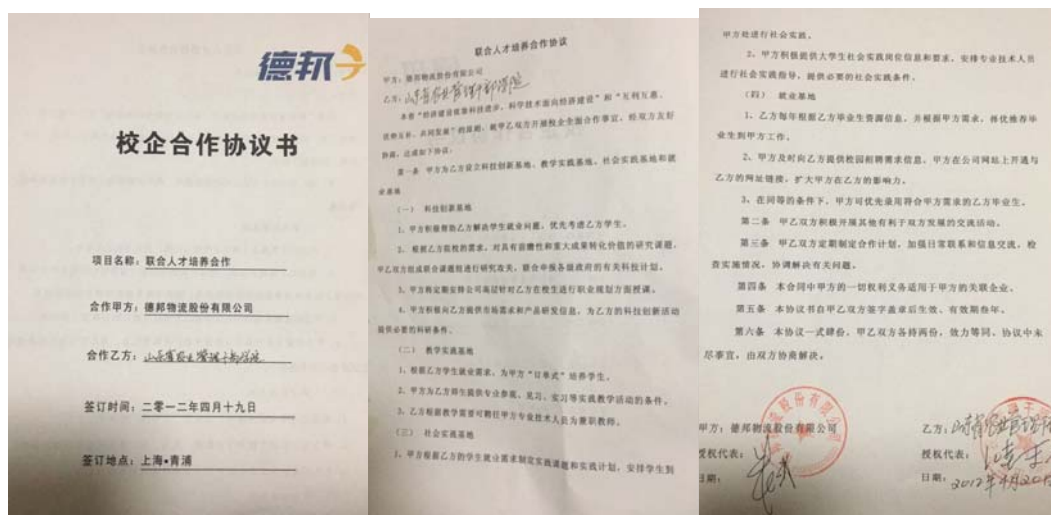 德邦
校企合作协议书
项目名称：联合人才培养合作
合作甲方：德邦物流股份有限公司
合作乙方：山东省农业管理干部学院
签订时间：二零一二年四月十九日
签订地点：上海•青浦
联合人才培养合作协议
甲方：德邦物流股份有限公司
乙方：山东省农业管理干部学院
本着“经济建设依靠科技进步，科学技术面向经济建设”和“互利互惠、
优势互补、共同发展”的原则，就甲乙双方开展校企全面合作事宜，经双方友好
协商，达成如下协议。
第一条 甲方为乙方设立科技创新基地、教学实践基地、社会实践基地和就
业基地
（一） 科技创新基地
1、甲方积极帮助乙方解决学生就业问题，优先考虑乙方学生。
2、根据乙方院校的需求，对具有前瞻性和重大成果转化价值的研究课题，
甲乙双方组成联合课题组进行研究攻关，联合申报各级政府的有关科技计划。
3、甲方将定期安排公司高层针对乙方在校生进行职业规划方面授课。
4、甲方积极向乙方提供市场需求和产品研发信息，为乙方的科技创新活动
提供必要的科研条件。
（二） 教学实践基地
1、根据乙方学生就业需求，为甲方“订单式”培养学生。
2、甲方为乙方师生提供专业参观、见习、实习等实践教学活动的条件。
3、乙方根据教学需要可聘任甲方专业技术人员为兼职教师。
（三） 社会实践基地
1、甲方根据乙方的学生就业需求制定实践课题和实践计划，安排学生到
甲方处进行社会实践。
2、甲方积极提供大学生社会实践岗位信息和要求，安排专业技术人员
进行社会实践指导，提供必要的社会实践条件。
（四） 就业基地
1、乙方每年根据乙方毕业生资源信息，并根据甲方需求，择优推荐毕
业生到甲方工作。
2、甲方及时向乙方提供校园招聘需求信息，甲方在公司网站上开通与
乙方的网址链接，扩大甲方在乙方的影响力。
3、在同等的条件下，甲方可优先录用符合甲方需求的乙方毕业生。
第二条 甲乙双方积极开展其他有利于双方发展的交流活动。
第三条 甲乙双方定期制定合作计划，加强日常联系和信息交流，检
查实施情况，协调解决有关问题。
第四条 本合同中甲方的一切权利义务适用于甲方的关联企业。
第五条 本协议书自甲乙双方签字盖章后生效，有效期叁年。
第六条 本协议一式肆份，甲乙双方各持两份，效力等同，协议中未
尽事宜，由双方协商解决。
甲方：德邦物流股份有限公司
授权代表：
日期：
乙方：山东省农业管理干
授权代表：
日期：2012年4月20日